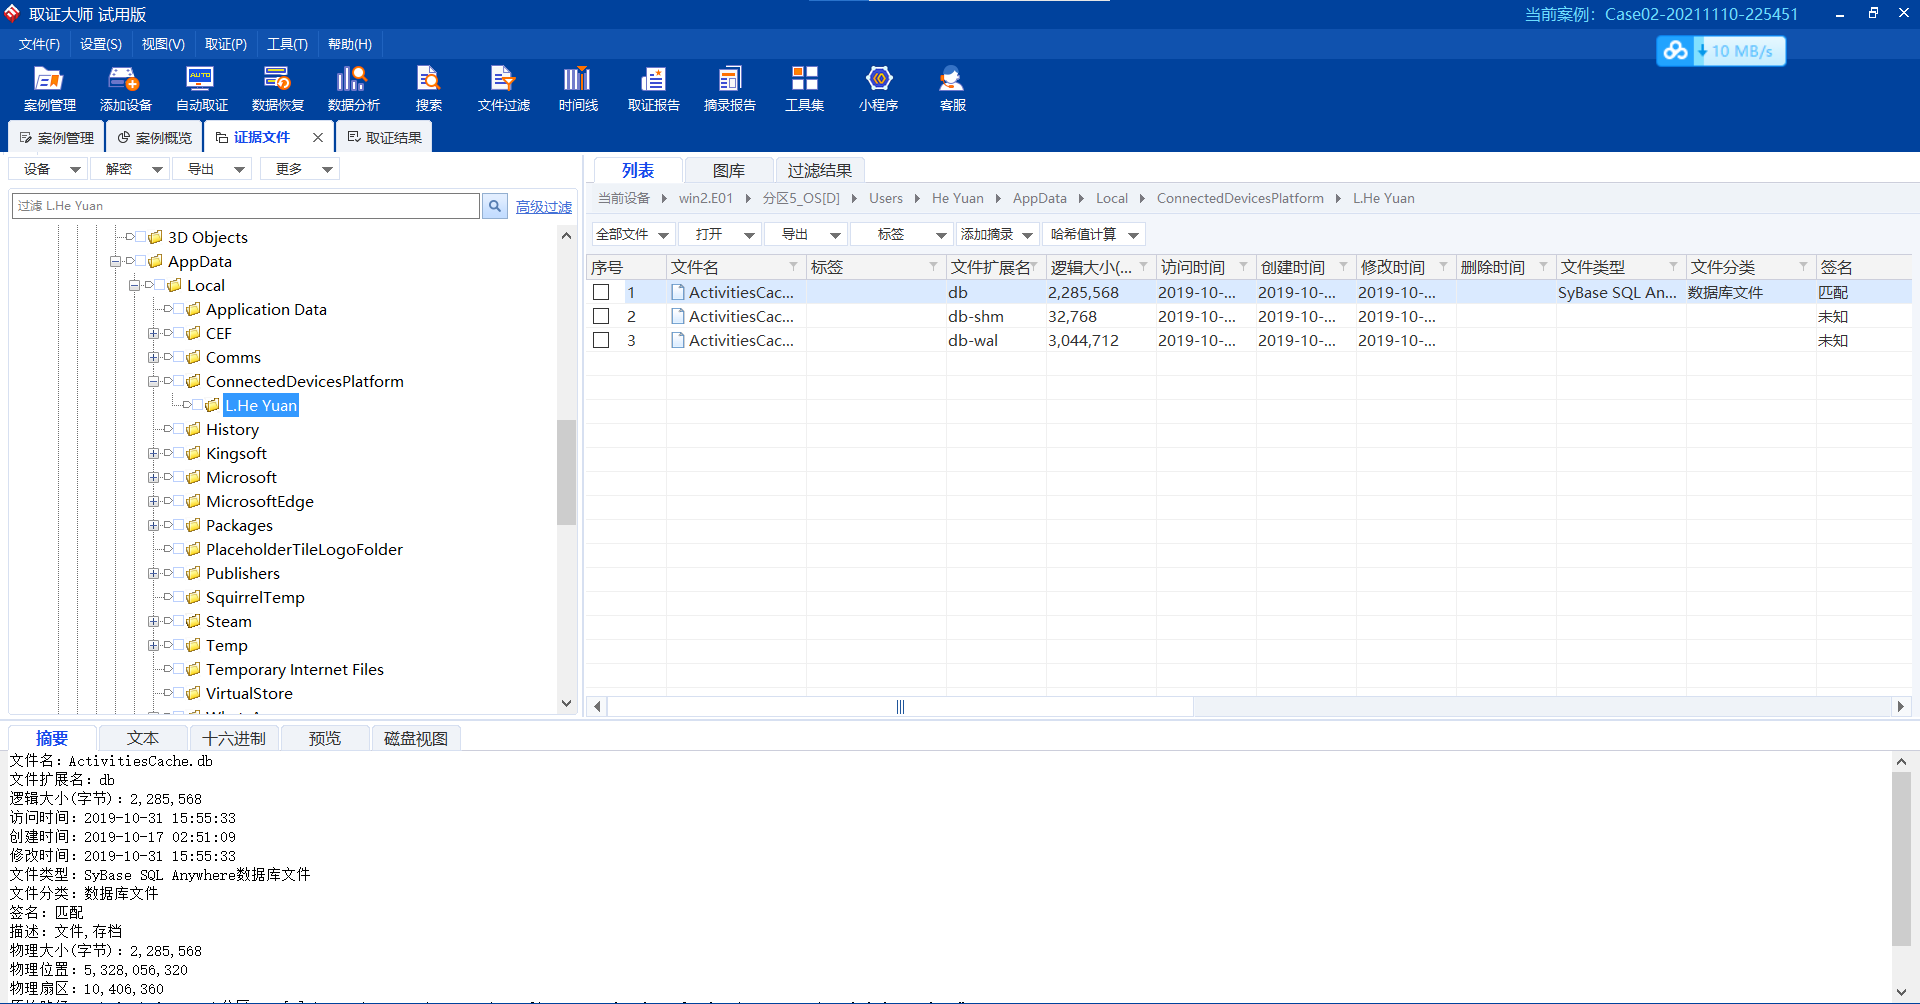 取证大师 试用版
当前案例：Case02-20211110-225451
文件(F) 设置(S) 视图(V) 取证(P) 工具(T) 帮助(H)
10 MB/s
案例管理 添加设备 自动取证 数据恢复 数据分析 搜索 文件过滤 时间线 取证报告 摘录报告 工具集 小程序 客服
案例管理 案例概览 证据文件 取证结果
设备 解密 导出 更多
过滤 L.He Yuan 高级过滤
3D Objects
AppData
Local
Application Data
CEF
Comms
ConnectedDevicesPlatform
L.He Yuan
History
Kingsoft
Microsoft
MicrosoftEdge
Packages
PlaceholderTileLogoFolder
Publishers
SquirrelTemp
Steam
Temp
Temporary Internet Files
VirtualStore
列表 图库 过滤结果
当前设备 win2.E01 分区5_OS[D] Users He Yuan AppData Local ConnectedDevicesPlatform L.He Yuan
全部文件 打开 导出 标签 添加摘录 哈希值计算
序号 文件名 标签 文件扩展名 逻辑大小(... 访问时间 创建时间 修改时间 删除时间 文件类型 文件分类 签名
1 ActivitiesCac... db 2,285,568 2019-10-... 2019-10-... 2019-10-... SyBase SQL An... 数据库文件 匹配
2 ActivitiesCac... db-shm 32,768 2019-10-... 2019-10-... 2019-10-... 未知
3 ActivitiesCac... db-wal 3,044,712 2019-10-... 2019-10-... 2019-10-... 未知
摘要 文本 十六进制 预览 磁盘视图
文件名：ActivitiesCache.db
文件扩展名：db
逻辑大小(字节)：2,285,568
访问时间：2019-10-31 15:55:33
创建时间：2019-10-17 02:51:09
修改时间：2019-10-31 15:55:33
文件类型：SyBase SQL Anywhere数据库文件
文件分类：数据库文件
签名：匹配
描述：文件,存档
物理大小(字节)：2,285,568
物理位置：5,328,056,320
物理扇区：10,406,360